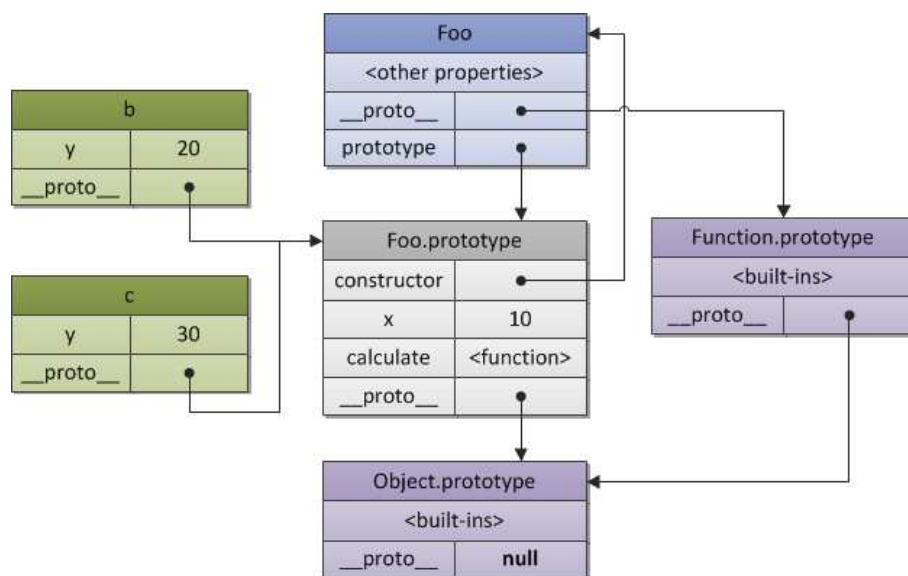 Foo
<other properties>
__proto__
prototype
b
y 20
__proto__
Foo.prototype
constructor
x 10
calculate <function>
__proto__
Function.prototype
<built-ins>
__proto__
c
y 30
__proto__
Object.prototype
<built-ins>
__proto__ null